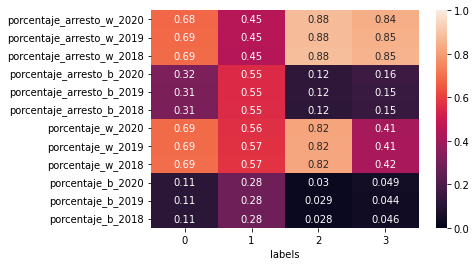 porcentaje_arresto_w_2020 0.68 0.45 0.88 0.84
porcentaje_arresto_w_2019 0.69 0.45 0.88 0.85
porcentaje_arresto_w_2018 0.69 0.45 0.88 0.85
porcentaje_arresto_b_2020 0.32 0.55 0.12 0.16
porcentaje_arresto_b_2019 0.31 0.55 0.12 0.15
porcentaje_arresto_b_2018 0.31 0.55 0.12 0.15
porcentaje_w_2020 0.69 0.56 0.82 0.41
porcentaje_w_2019 0.69 0.57 0.82 0.41
porcentaje_w_2018 0.69 0.57 0.82 0.42
porcentaje_b_2020 0.11 0.28 0.03 0.049
porcentaje_b_2019 0.11 0.28 0.029 0.044
porcentaje_b_2018 0.11 0.28 0.028 0.046
0 1 2 3
labels
1.0
0.8
0.6
0.4
0.2
0.0